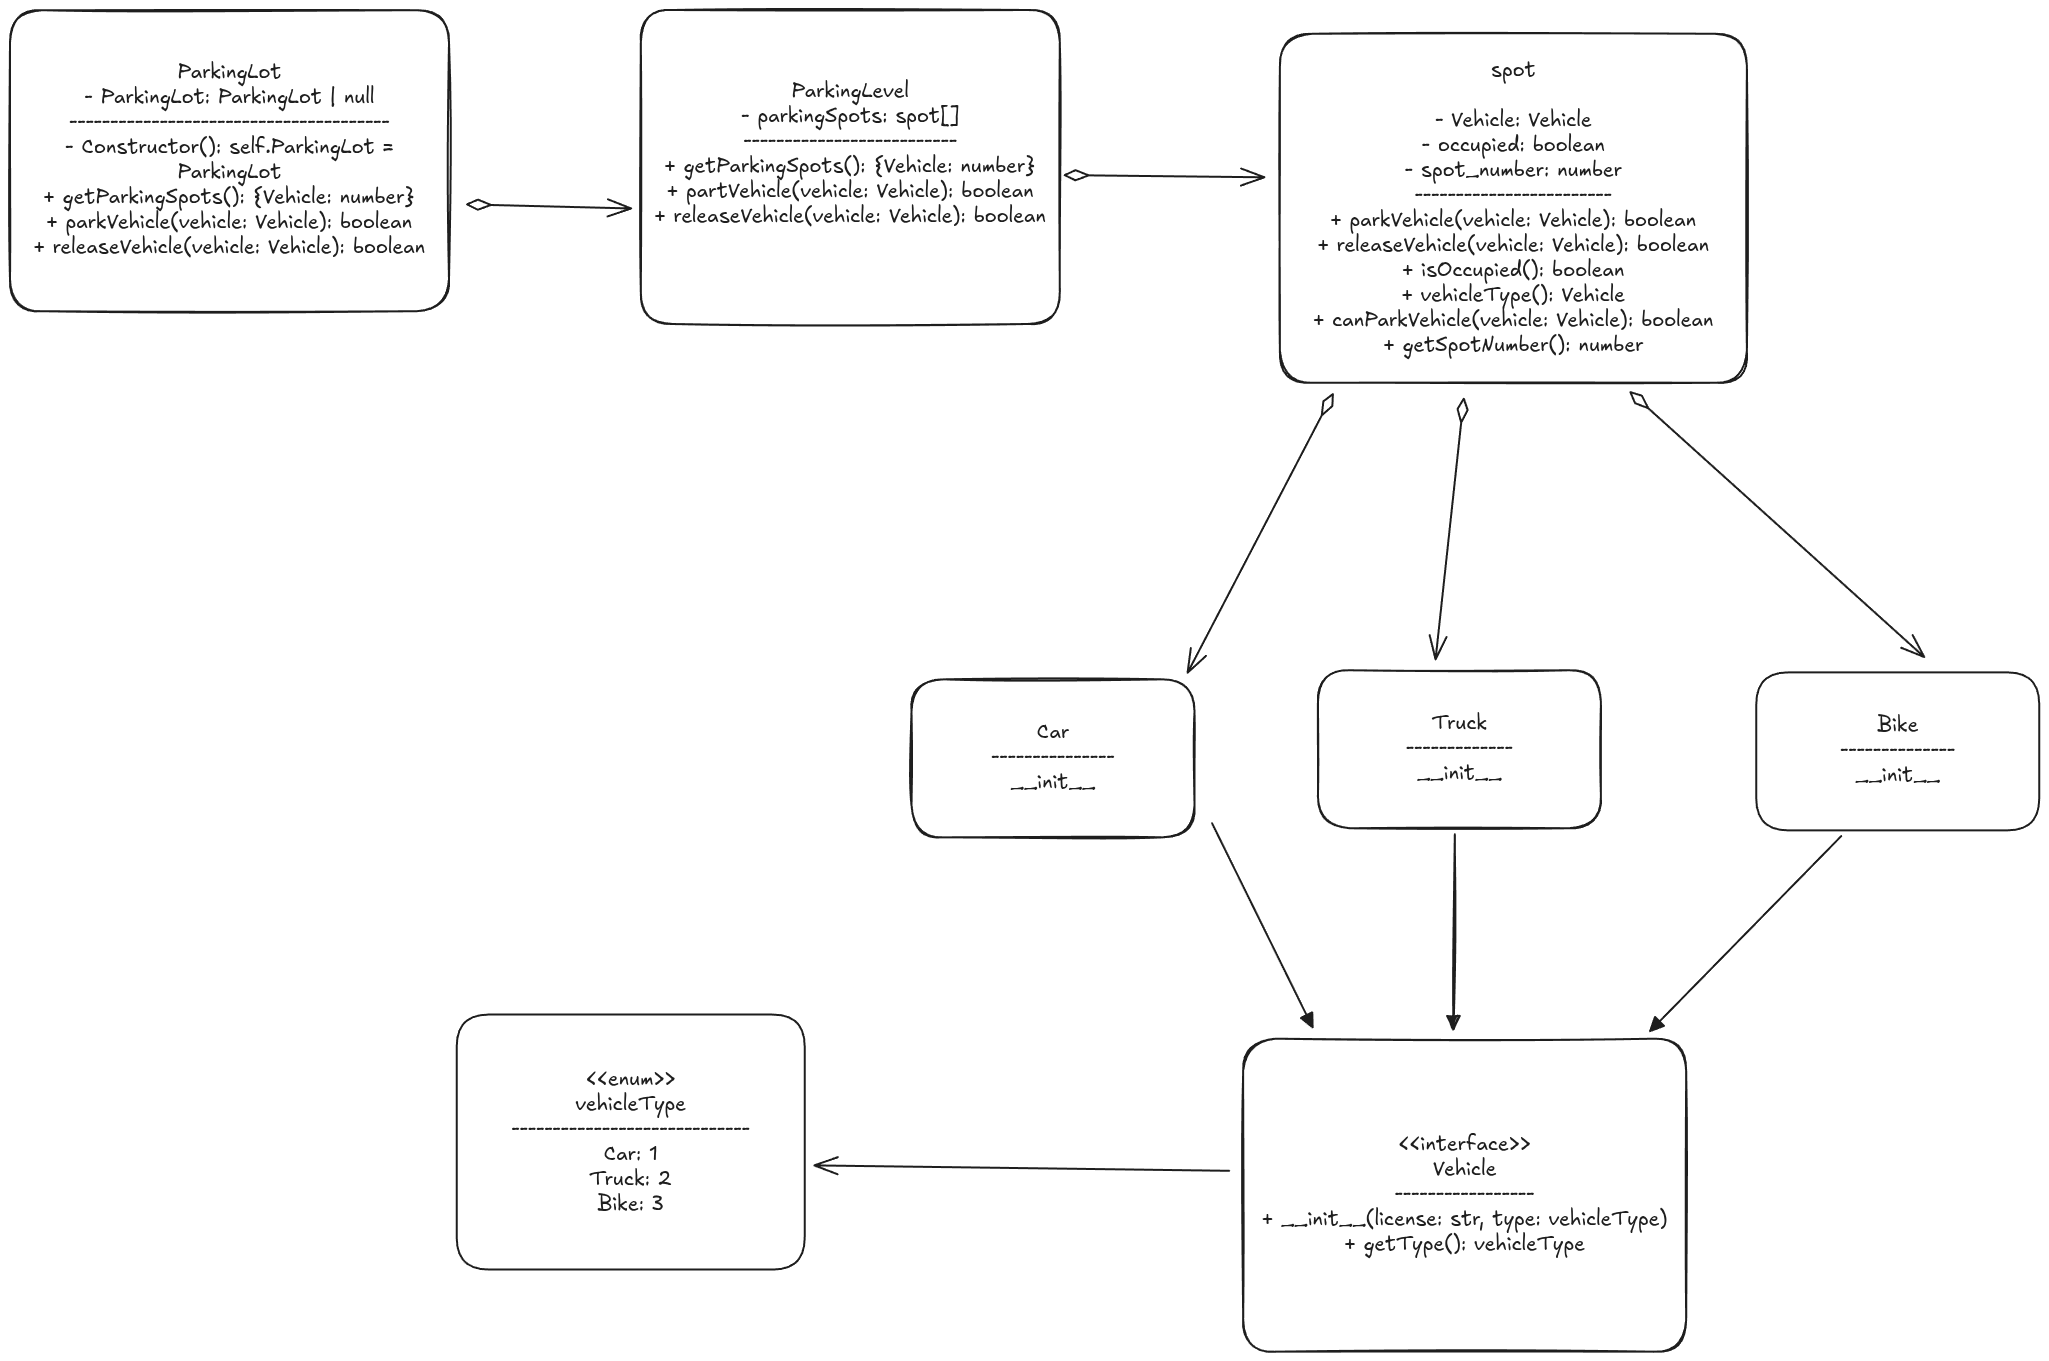 ParkingLot
- ParkingLot: ParkingLot | null
---------------------------------------
- Constructor(): self.ParkingLot =
ParkingLot
+ getParkingSpots(): {Vehicle: number}
+ parkVehicle(vehicle: Vehicle): boolean
+ releaseVehicle(vehicle: Vehicle): boolean
ParkingLevel
- parkingSpots: spot[]
--------------------------
+ getParkingSpots(): {Vehicle: number}
+ partVehicle(vehicle: Vehicle): boolean
+ releaseVehicle(vehicle: Vehicle): boolean
spot
- Vehicle: Vehicle
- occupied: boolean
- spot_number: number
------------------------
+ parkVehicle(vehicle: Vehicle): boolean
+ releaseVehicle(vehicle: Vehicle): boolean
+ isOccupied(): boolean
+ vehicleType(): Vehicle
+ canParkVehicle(vehicle: Vehicle): boolean
+ getSpotNumber(): number
Car
---------------
__init__
Truck
-------------
__init__
Bike
--------------
__init__
<<enum>>
vehicleType
-----------------------------
Car: 1
Truck: 2
Bike: 3
<<interface>>
Vehicle
-----------------
+ __init__(license: str, type: vehicleType)
+ getType(): vehicleType